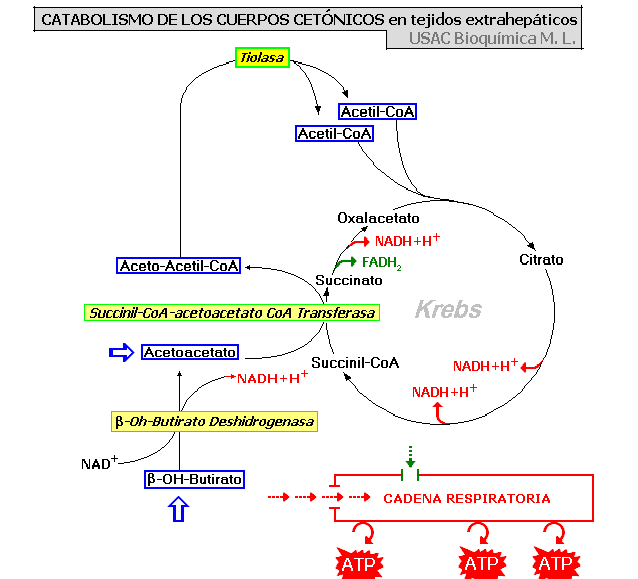 CATABOLISMO DE LOS CUERPOS CETÓNICOS en tejidos extrahepáticos
USAC Bioquímica M. L.
Tiolasa
Acetil-CoA
Acetil-CoA
Oxalacetato
NADH+H+
Citrato
Aceto-Acetil-CoA
FADH2
Succinato
Succinil-CoA-acetoacetato CoA Transferasa
Krebs
Acetoacetato
Succinil-CoA
NADH+H+
NADH+H+
NADH+H+
β-Oh-Butirato Deshidrogenasa
NAD+
β-OH-Butirato
CADENA RESPIRATORIA
ATP
ATP
ATP